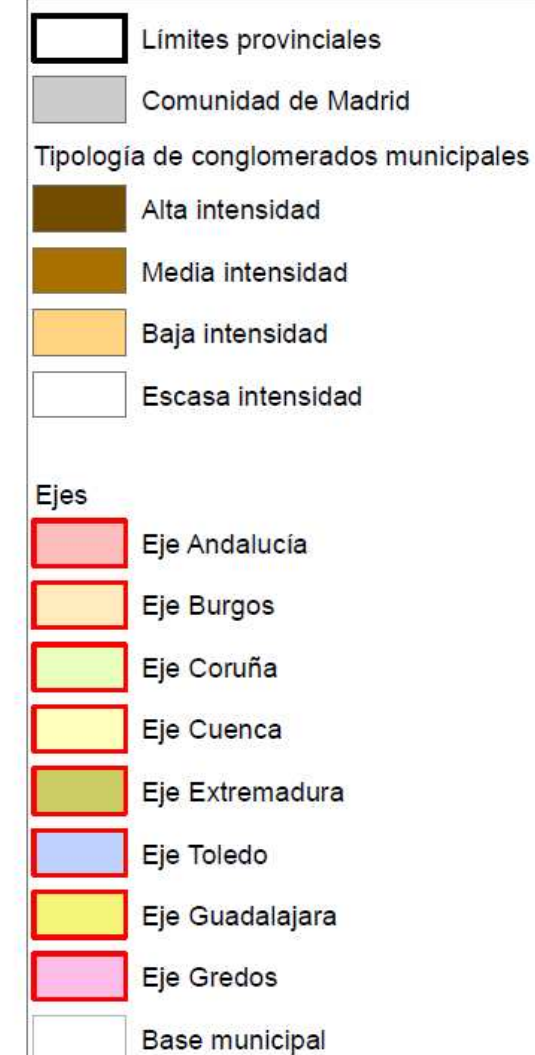 Límites provinciales
Comunidad de Madrid
Tipología de conglomerados municipales
Alta intensidad
Media intensidad
Baja intensidad
Escasa intensidad
Ejes
Eje Andalucía
Eje Burgos
Eje Coruña
Eje Cuenca
Eje Extremadura
Eje Toledo
Eje Guadalajara
Eje Gredos
Base municipal